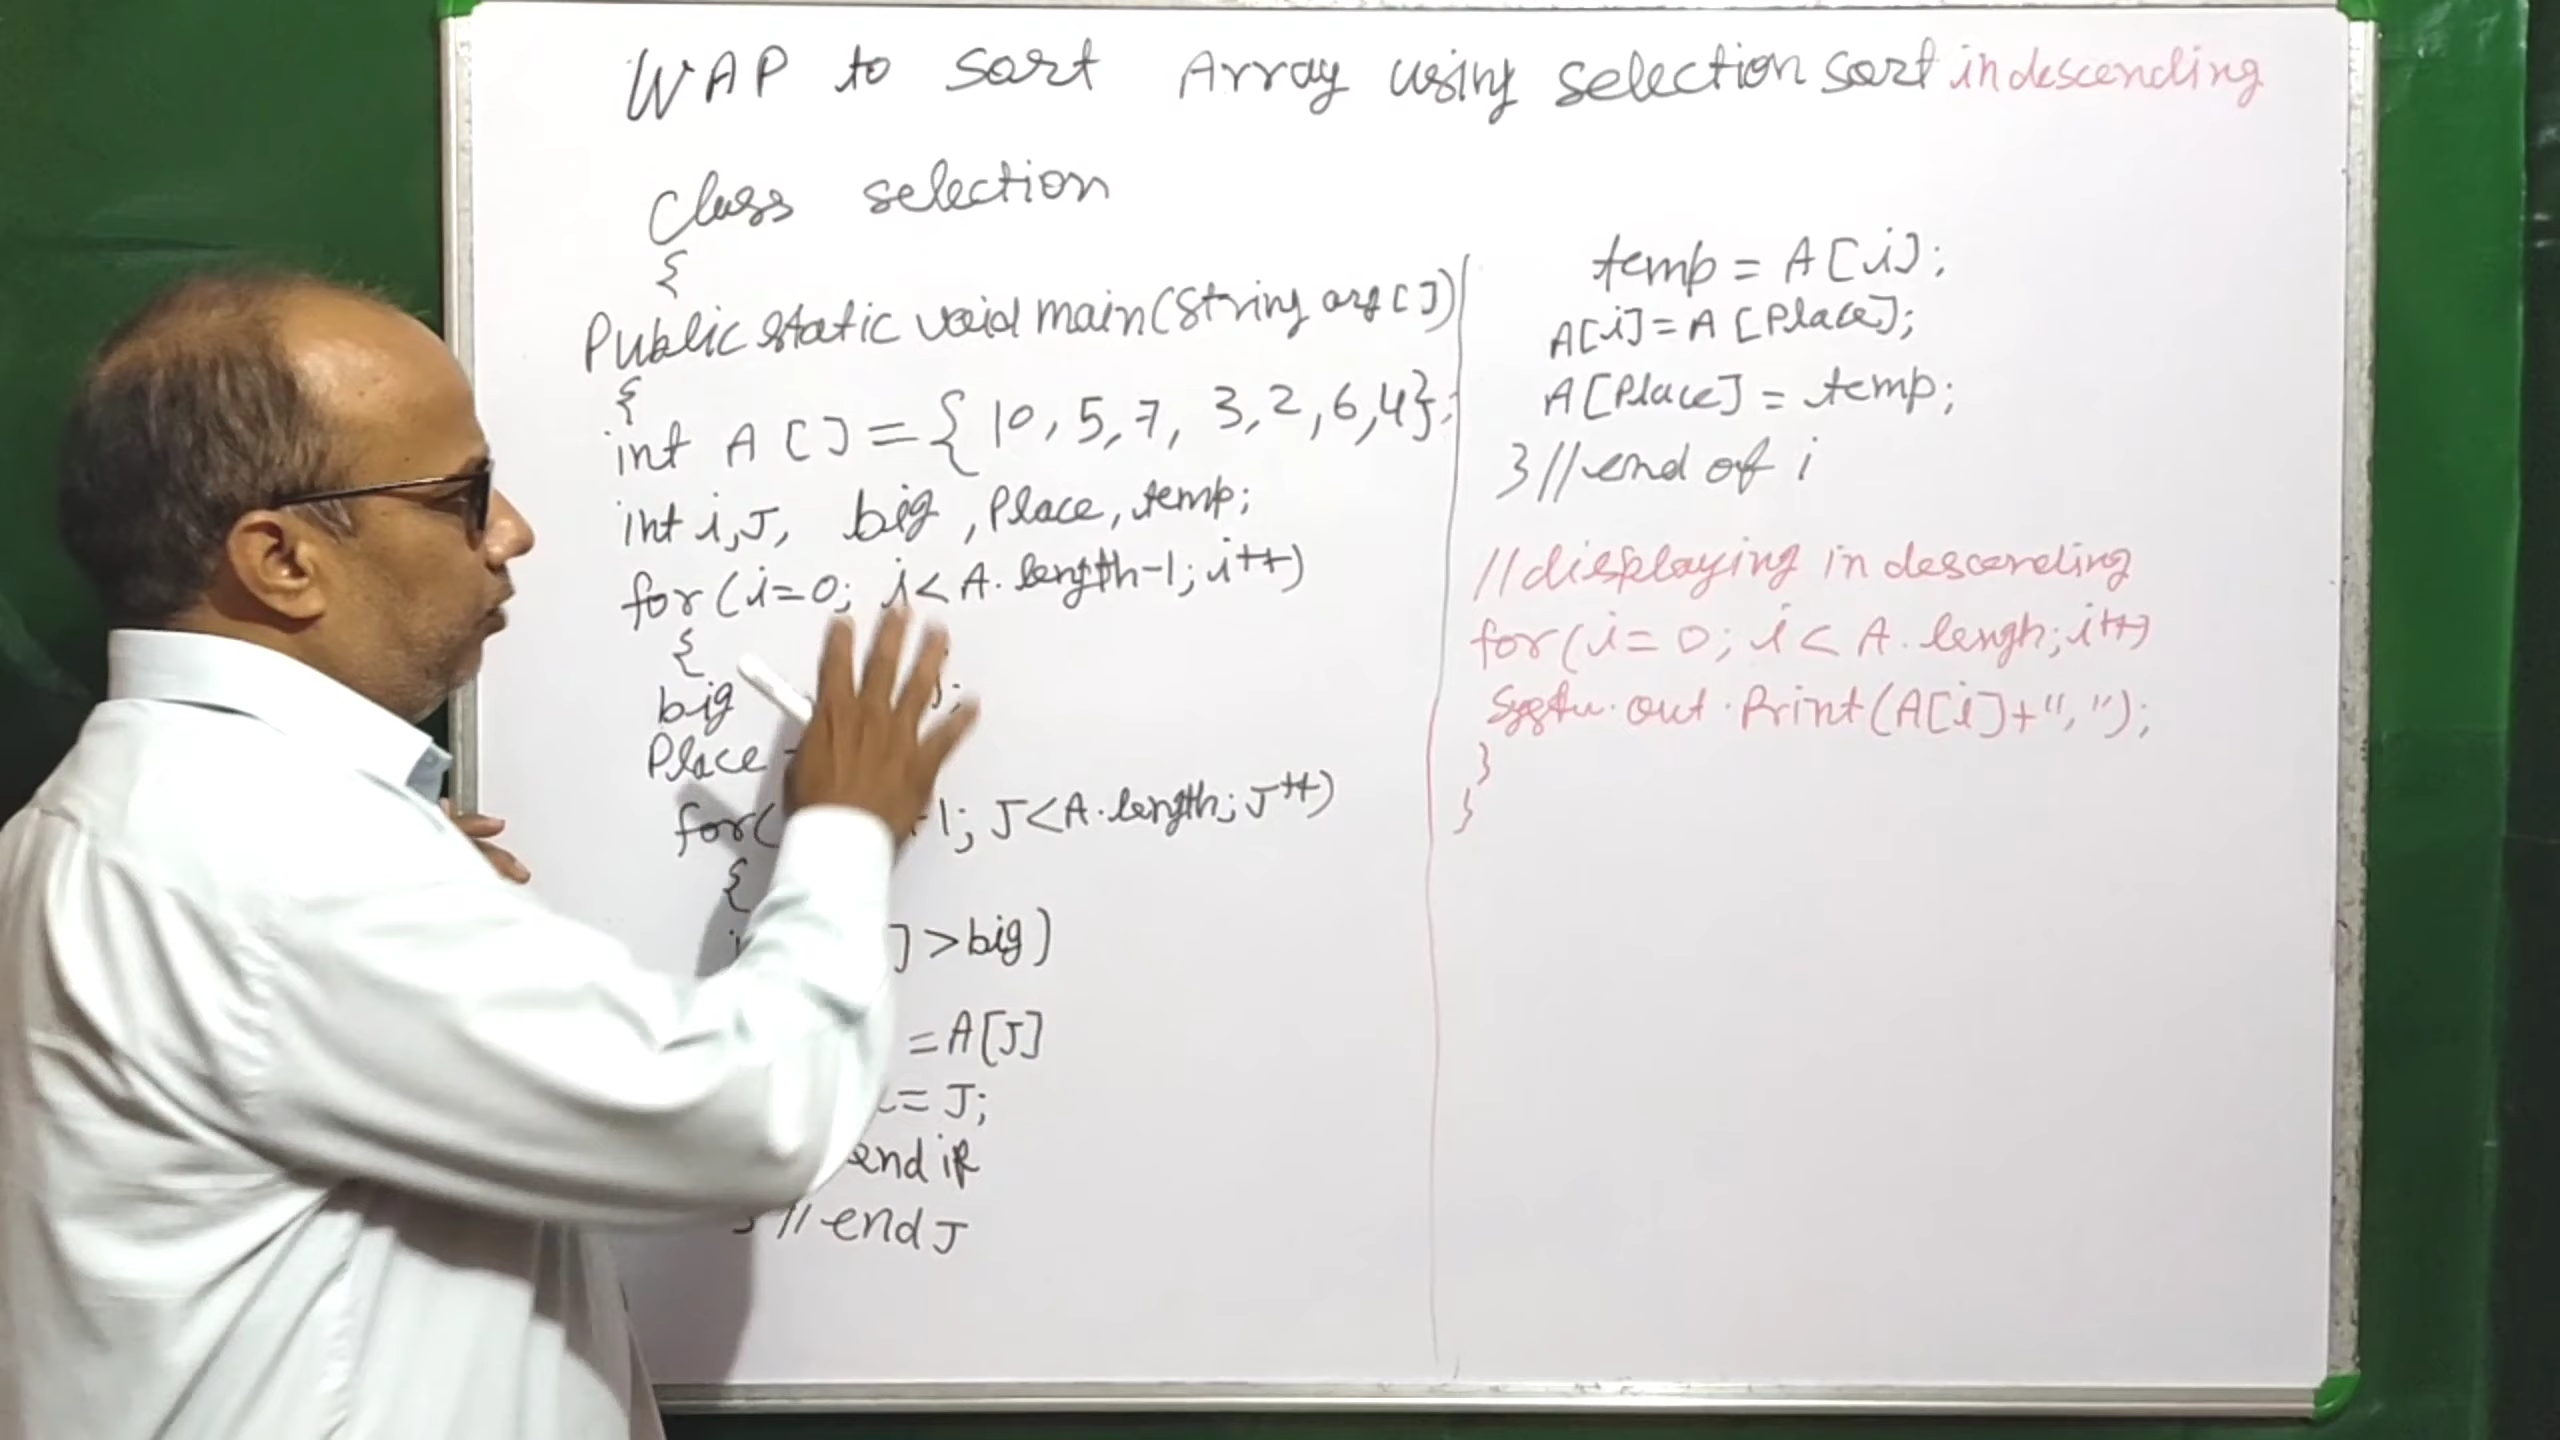 WAP to sort Array using selection sort in descending
class selection
{
Public static void main(String arg[])
{
int A[]={10,5,7,3,2,6,4};
int i,J, big,Place,temp;
for(i=0; i<A.length-1;i++)
{
big ;
Place
for( 1; J<A.length;J++)
{
]>big)
=A[J]
= J;
end if
} // end J
temp = A[i];
A[i]=A[Place];
A[Place]=temp;
}//end of i
//displaying in descending
for(i=0;i<A.lengh;i++)
.out.Print(A[i]+",");
}
}